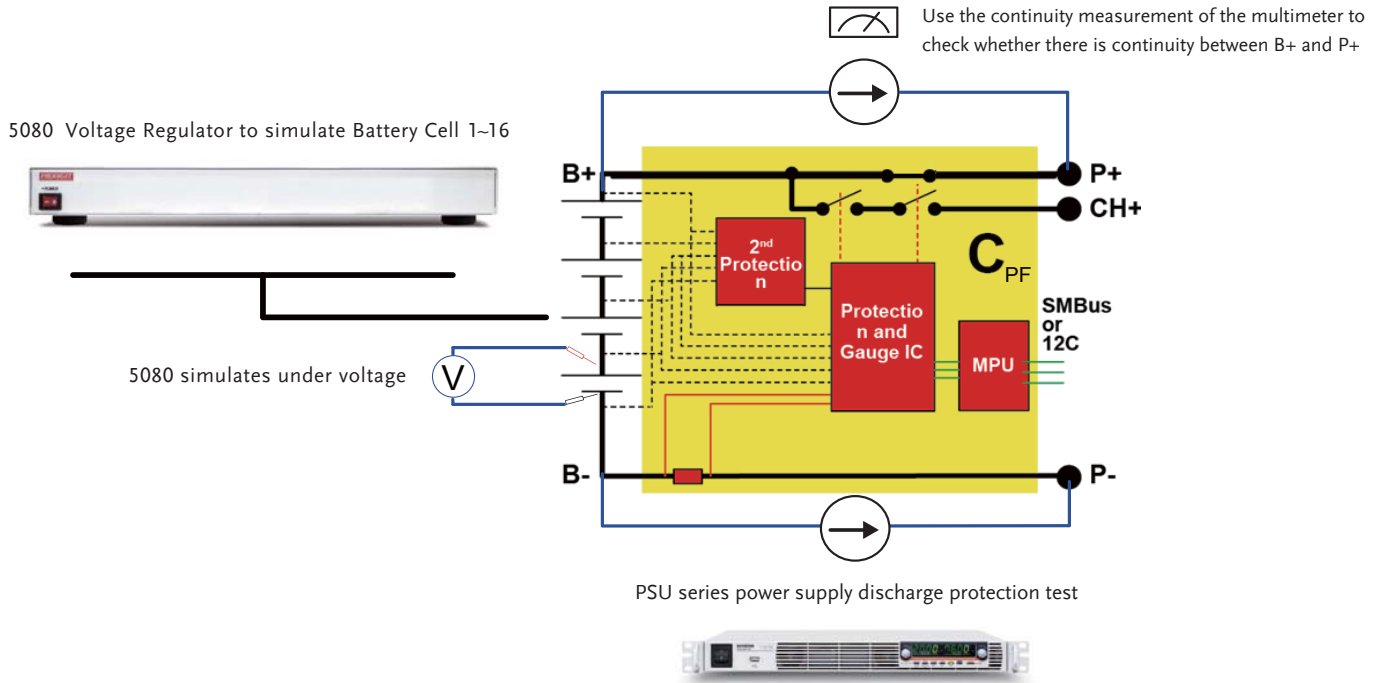 Use the continuity measurement of the multimeter to
check whether there is continuity between B+ and P+
5080 Voltage Regulator to simulate Battery Cell 1~16
B+
P+
CH+
2nd
Protectio
n
CPF
Protectio
n and
Gauge IC
SMBus
or
12C
MPU
5080 simulates under voltage
V
B-
P-
PSU series power supply discharge protection test